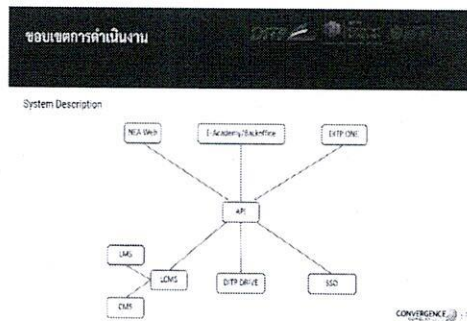 ขอบเขตการดำเนินงาน
DITP
System Description
NEA Web
E-Academy/Backoffice
DITP ONE
API
LMS
LCMS
DITP DRIVE
SSO
CMS
CONVERGENCE